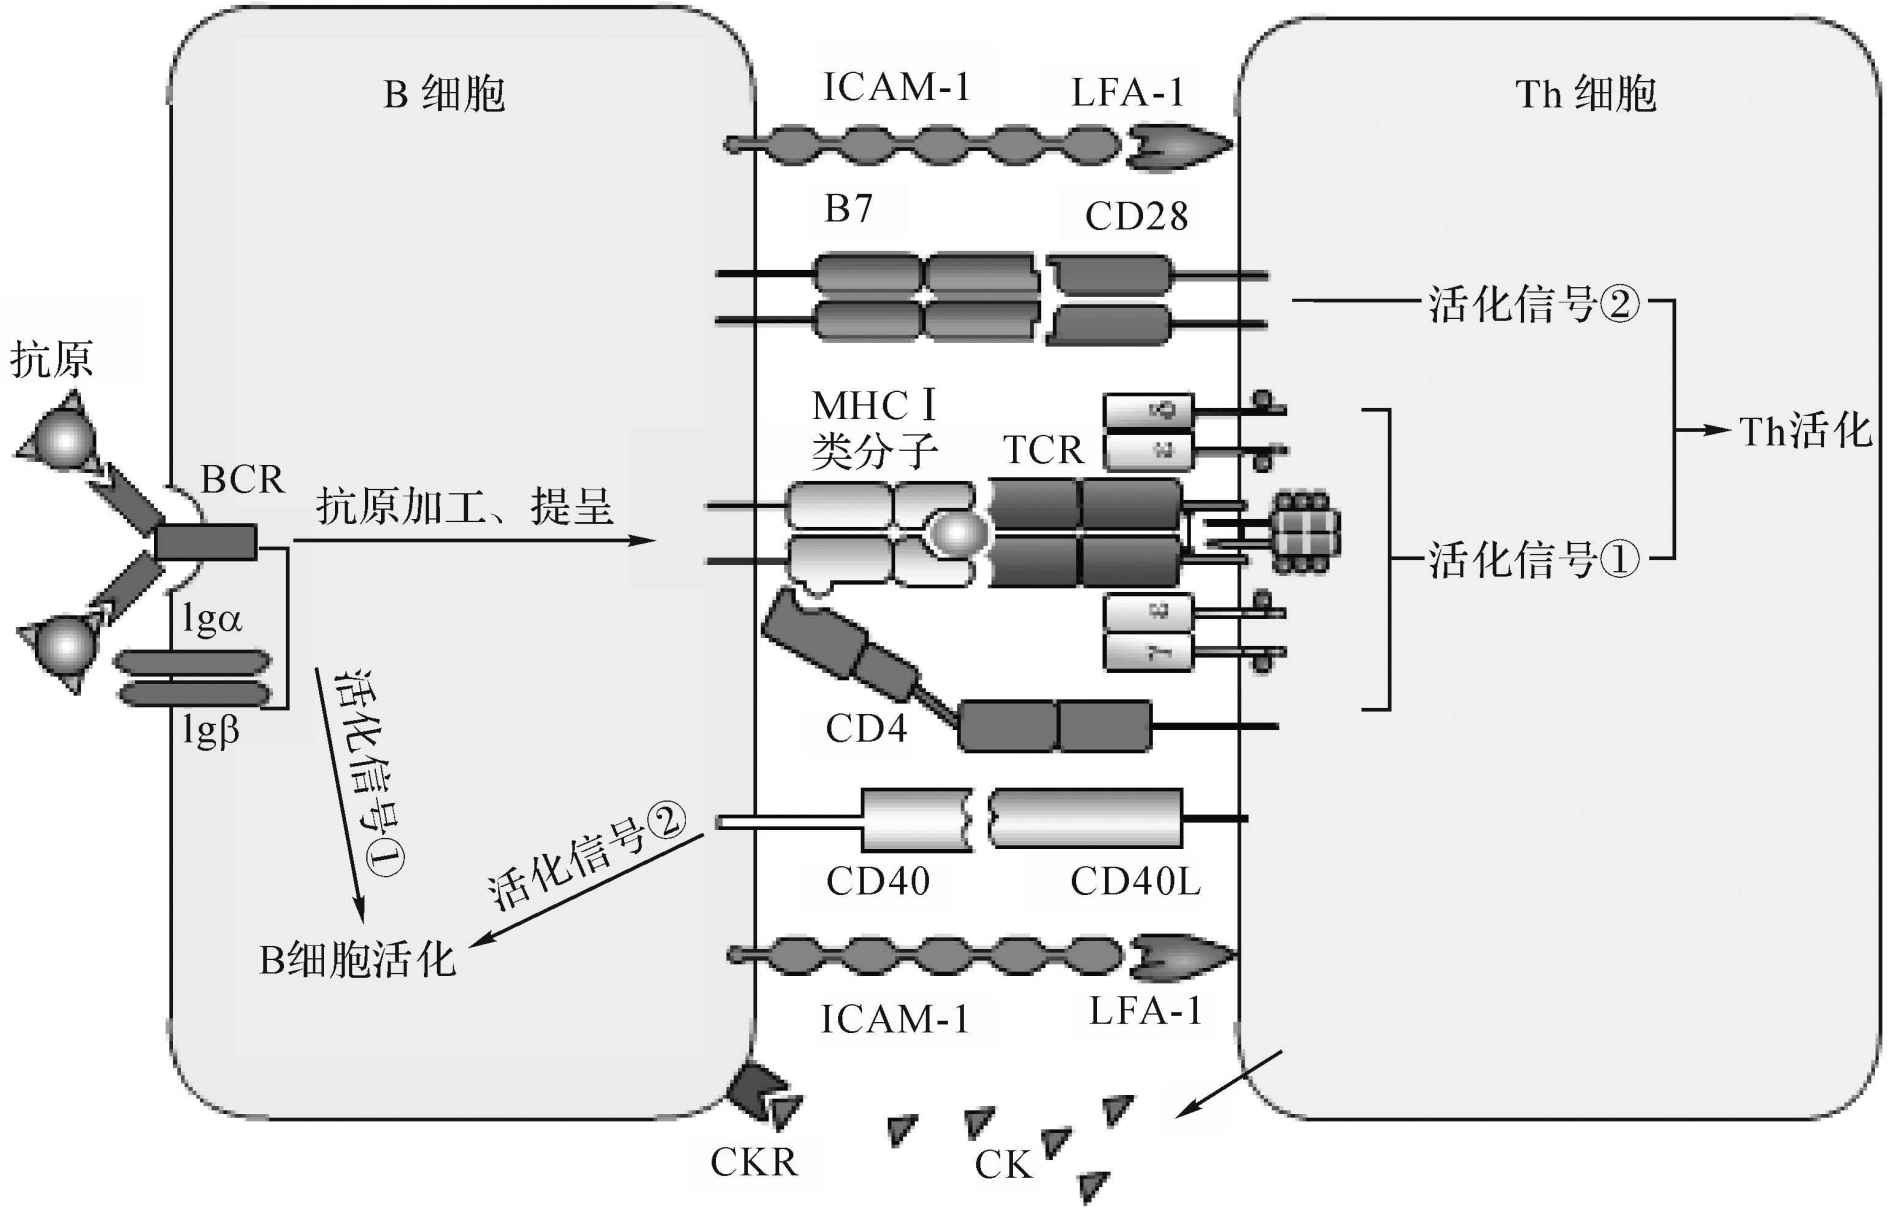 B 细胞
ICAM-1
LFA-1
Th 细胞
B7
CD28
活化信号②
抗原
MHC Ⅰ
类分子
TCR
δ
ε
Th活化
BCR
抗原加工、提呈
活化信号①
lgα
ε
γ
lgβ
CD4
活化信号①
活化信号②
CD40
CD40L
B细胞活化
ICAM-1
LFA-1
CKR
CK